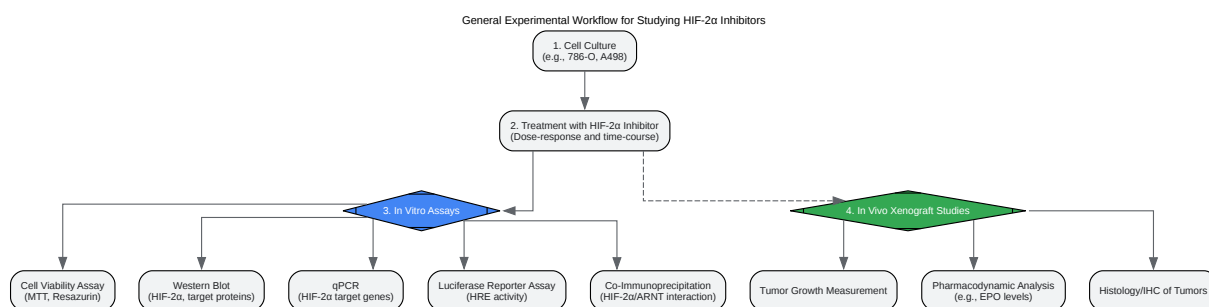 General Experimental Workflow for Studying HIF-2α Inhibitors
1. Cell Culture
(e.g., 786-O, A498)
2. Treatment with HIF-2α Inhibitor
(Dose-response and time-course)
3. In Vitro Assays
4. In Vivo Xenograft Studies
Cell Viability Assay
(MTT, Resazurin)
Western Blot
(HIF-2α, target proteins)
qPCR
(HIF-2α target genes)
Luciferase Reporter Assay
(HRE activity)
Co-Immunoprecipitation
(HIF-2α/ARNT interaction)
Tumor Growth Measurement
Pharmacodynamic Analysis
(e.g., EPO levels)
Histology/IHC of Tumors